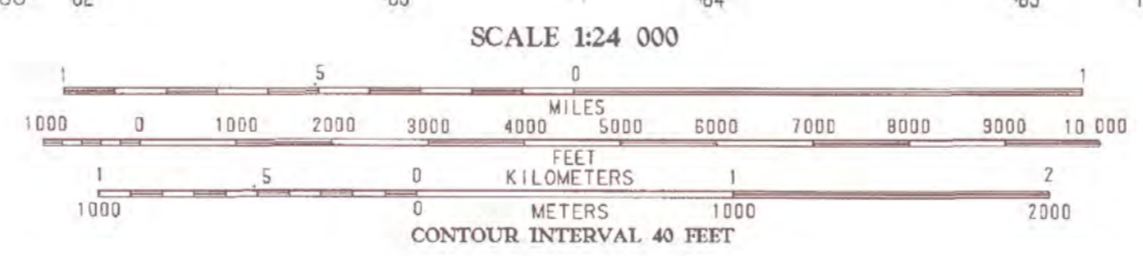 SCALE 1:24 000
1 .5 0 1
MILES
1000 0 1000 2000 3000 4000 5000 6000 7000 8000 9000 10 000
FEET
1 .5 0 KILOMETERS 1 2
1000 0 METERS 1000 2000
CONTOUR INTERVAL 40 FEET